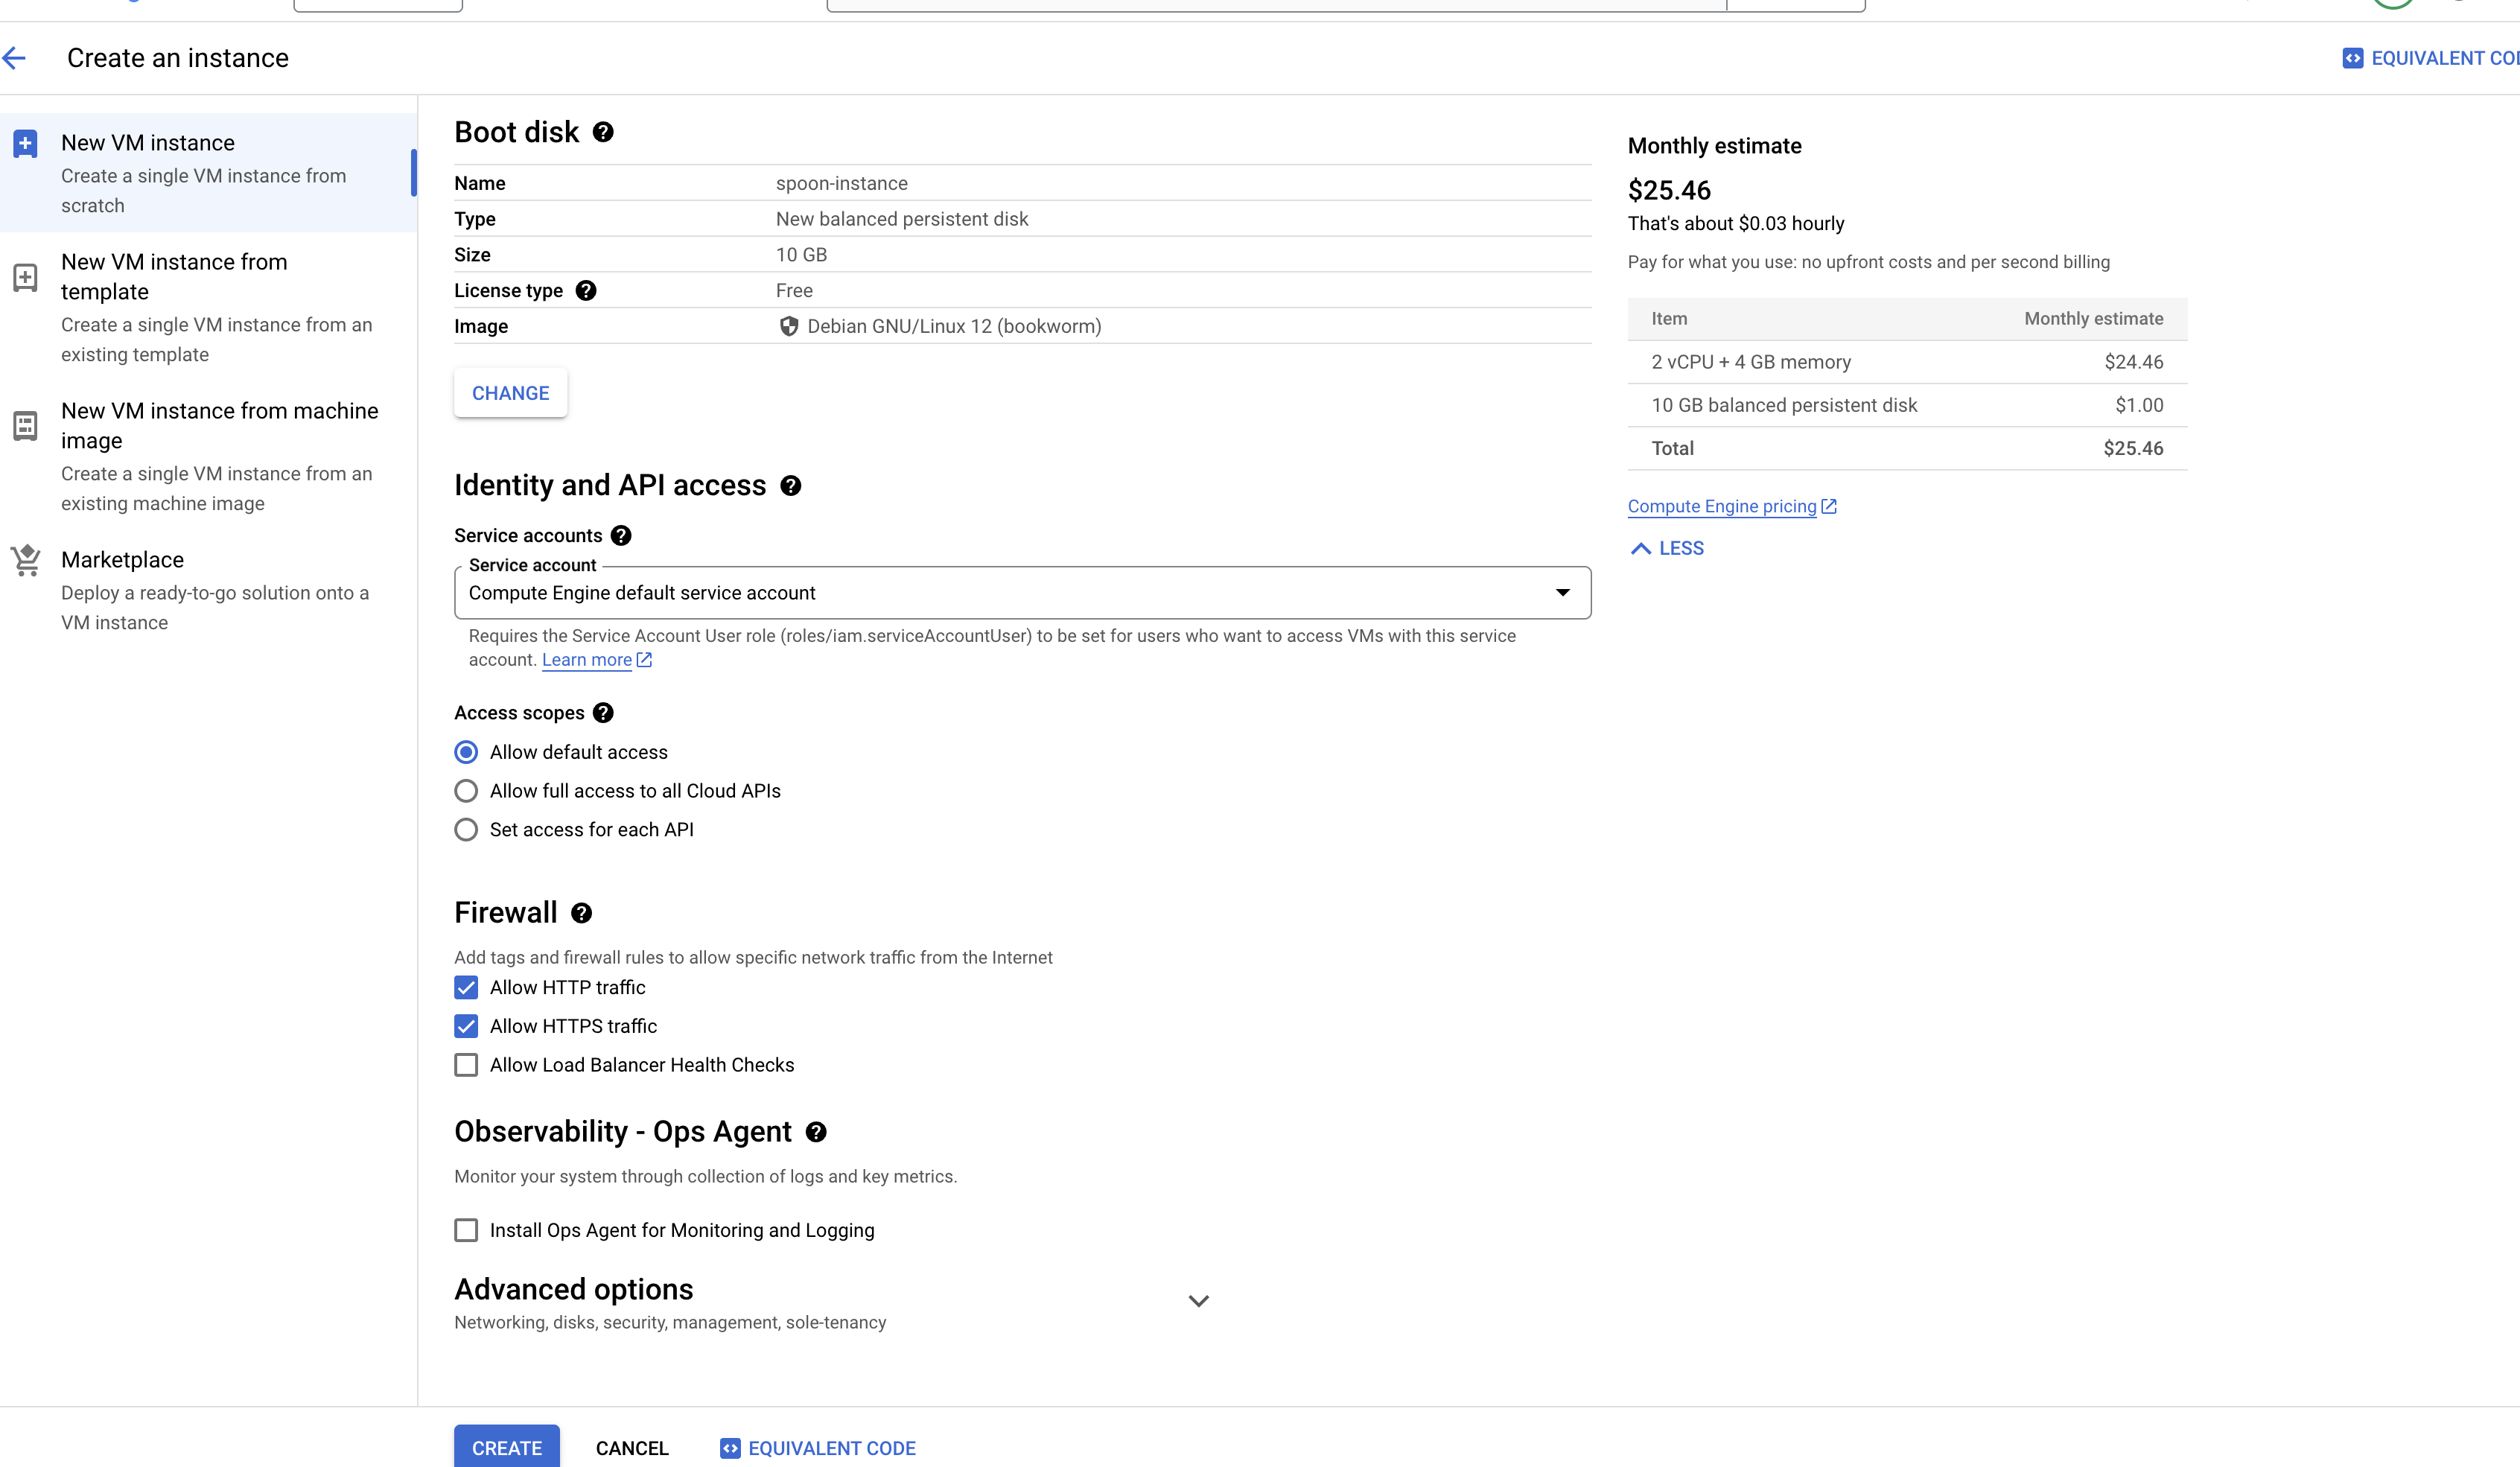 Create an instance
EQUIVALENT
New VM instance
Create a single VM instance from
scratch
New VM instance from
template
Create a single VM instance from an
existing template
New VM instance from machine
image
Create a single VM instance from an
existing machine image
Marketplace
Deploy a ready-to-go solution onto a
VM instance
Boot disk
Name spoon-instance
Type New balanced persistent disk
Size 10 GB
License type Free
Image Debian GNU/Linux 12 (bookworm)
CHANGE
Identity and API access
Service accounts
Service account
Compute Engine default service account
Requires the Service Account User role (roles/iam.serviceAccountUser) to be set for users who want to access VMs with this service
account. Learn more
Access scopes
Allow default access
Allow full access to all Cloud APIs
Set access for each API
Firewall
Add tags and firewall rules to allow specific network traffic from the Internet
Allow HTTP traffic
Allow HTTPS traffic
Allow Load Balancer Health Checks
Observability - Ops Agent
Monitor your system through collection of logs and key metrics.
Install Ops Agent for Monitoring and Logging
Advanced options
Networking, disks, security, management, sole-tenancy
CREATE CANCEL EQUIVALENT CODE
Monthly estimate
$25.46
That's about $0.03 hourly
Pay for what you use: no upfront costs and per second billing
Item Monthly estimate
2 vCPU + 4 GB memory $24.46
10 GB balanced persistent disk $1.00
Total $25.46
Compute Engine pricing
LESS